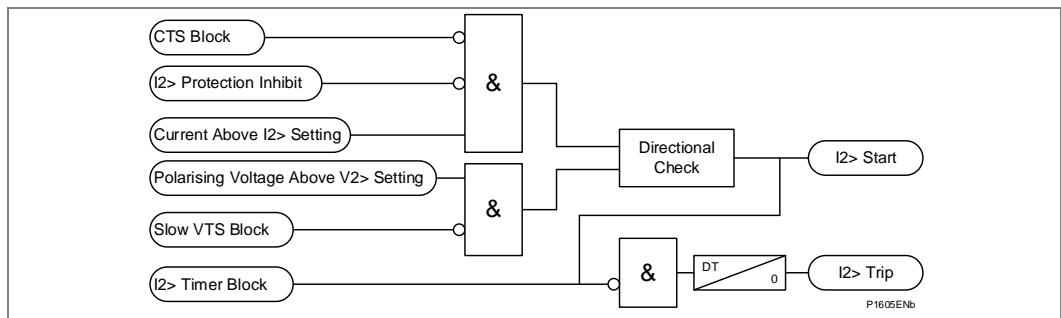 CTS Block
I2> Protection Inhibit
&
Current Above I2> Setting
Directional
Check
I2> Start
Polarising Voltage Above V2> Setting
&
Slow VTS Block
I2> Timer Block
&
DT
0
I2> Trip
P1605ENb